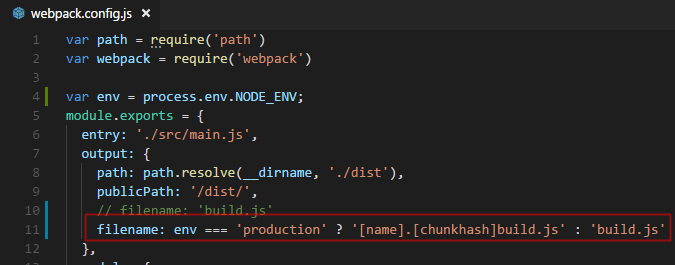 webpack.config.js ×
1 var path = require('path')
2 var webpack = require('webpack')
3
4 var env = process.env.NODE_ENV;
5 module.exports = {
6 entry: './src/main.js',
7 output: {
8 path: path.resolve(__dirname, './dist'),
9 publicPath: '/dist/',
10 // filename: 'build.js'
11 filename: env === 'production' ? '[name].[chunkhash]build.js' : 'build.js'
12 },